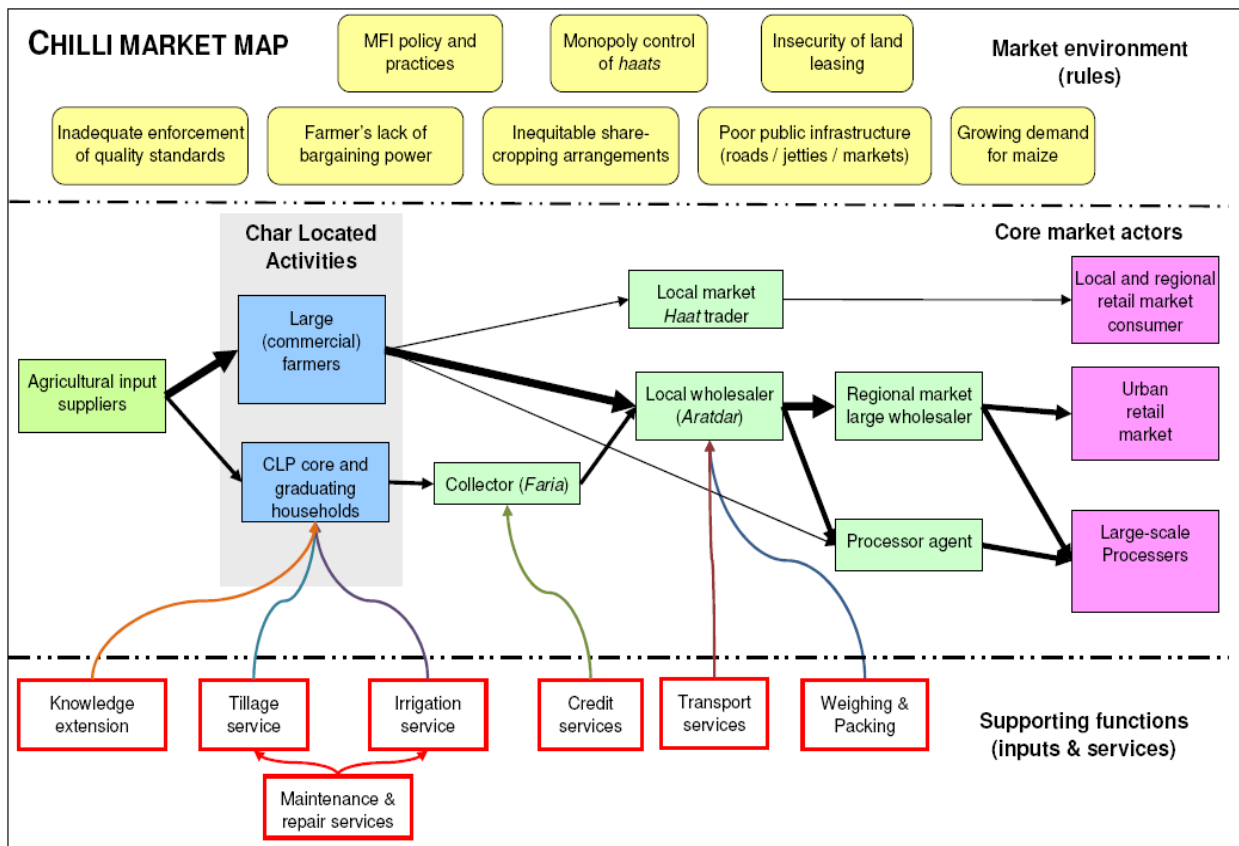 CHILLI MARKET MAP
MFI policy and
practices
Monopoly control
of haats
Insecurity of land
leasing
Market environment
(rules)
Inadequate enforcement
of quality standards
Farmer's lack of
bargaining power
Inequitable share-
cropping arrangements
Poor public infrastructure
(roads / jetties / markets)
Growing demand
for maize
Char Located
Activities
Core market actors
Large
(commercial)
farmers
Local market
Haat trader
Local and regional
retail market
consumer
Agricultural input
suppliers
Local wholesaler
(Aratdar)
Regional market
large wholesaler
Urban
retail
market
CLP core and
graduating
households
Collector (Faria)
Processor agent
Large-scale
Processers
Knowledge
extension
Tillage
service
Irrigation
service
Credit
services
Transport
services
Weighing &
Packing
Supporting functions
(inputs & services)
Maintenance &
repair services